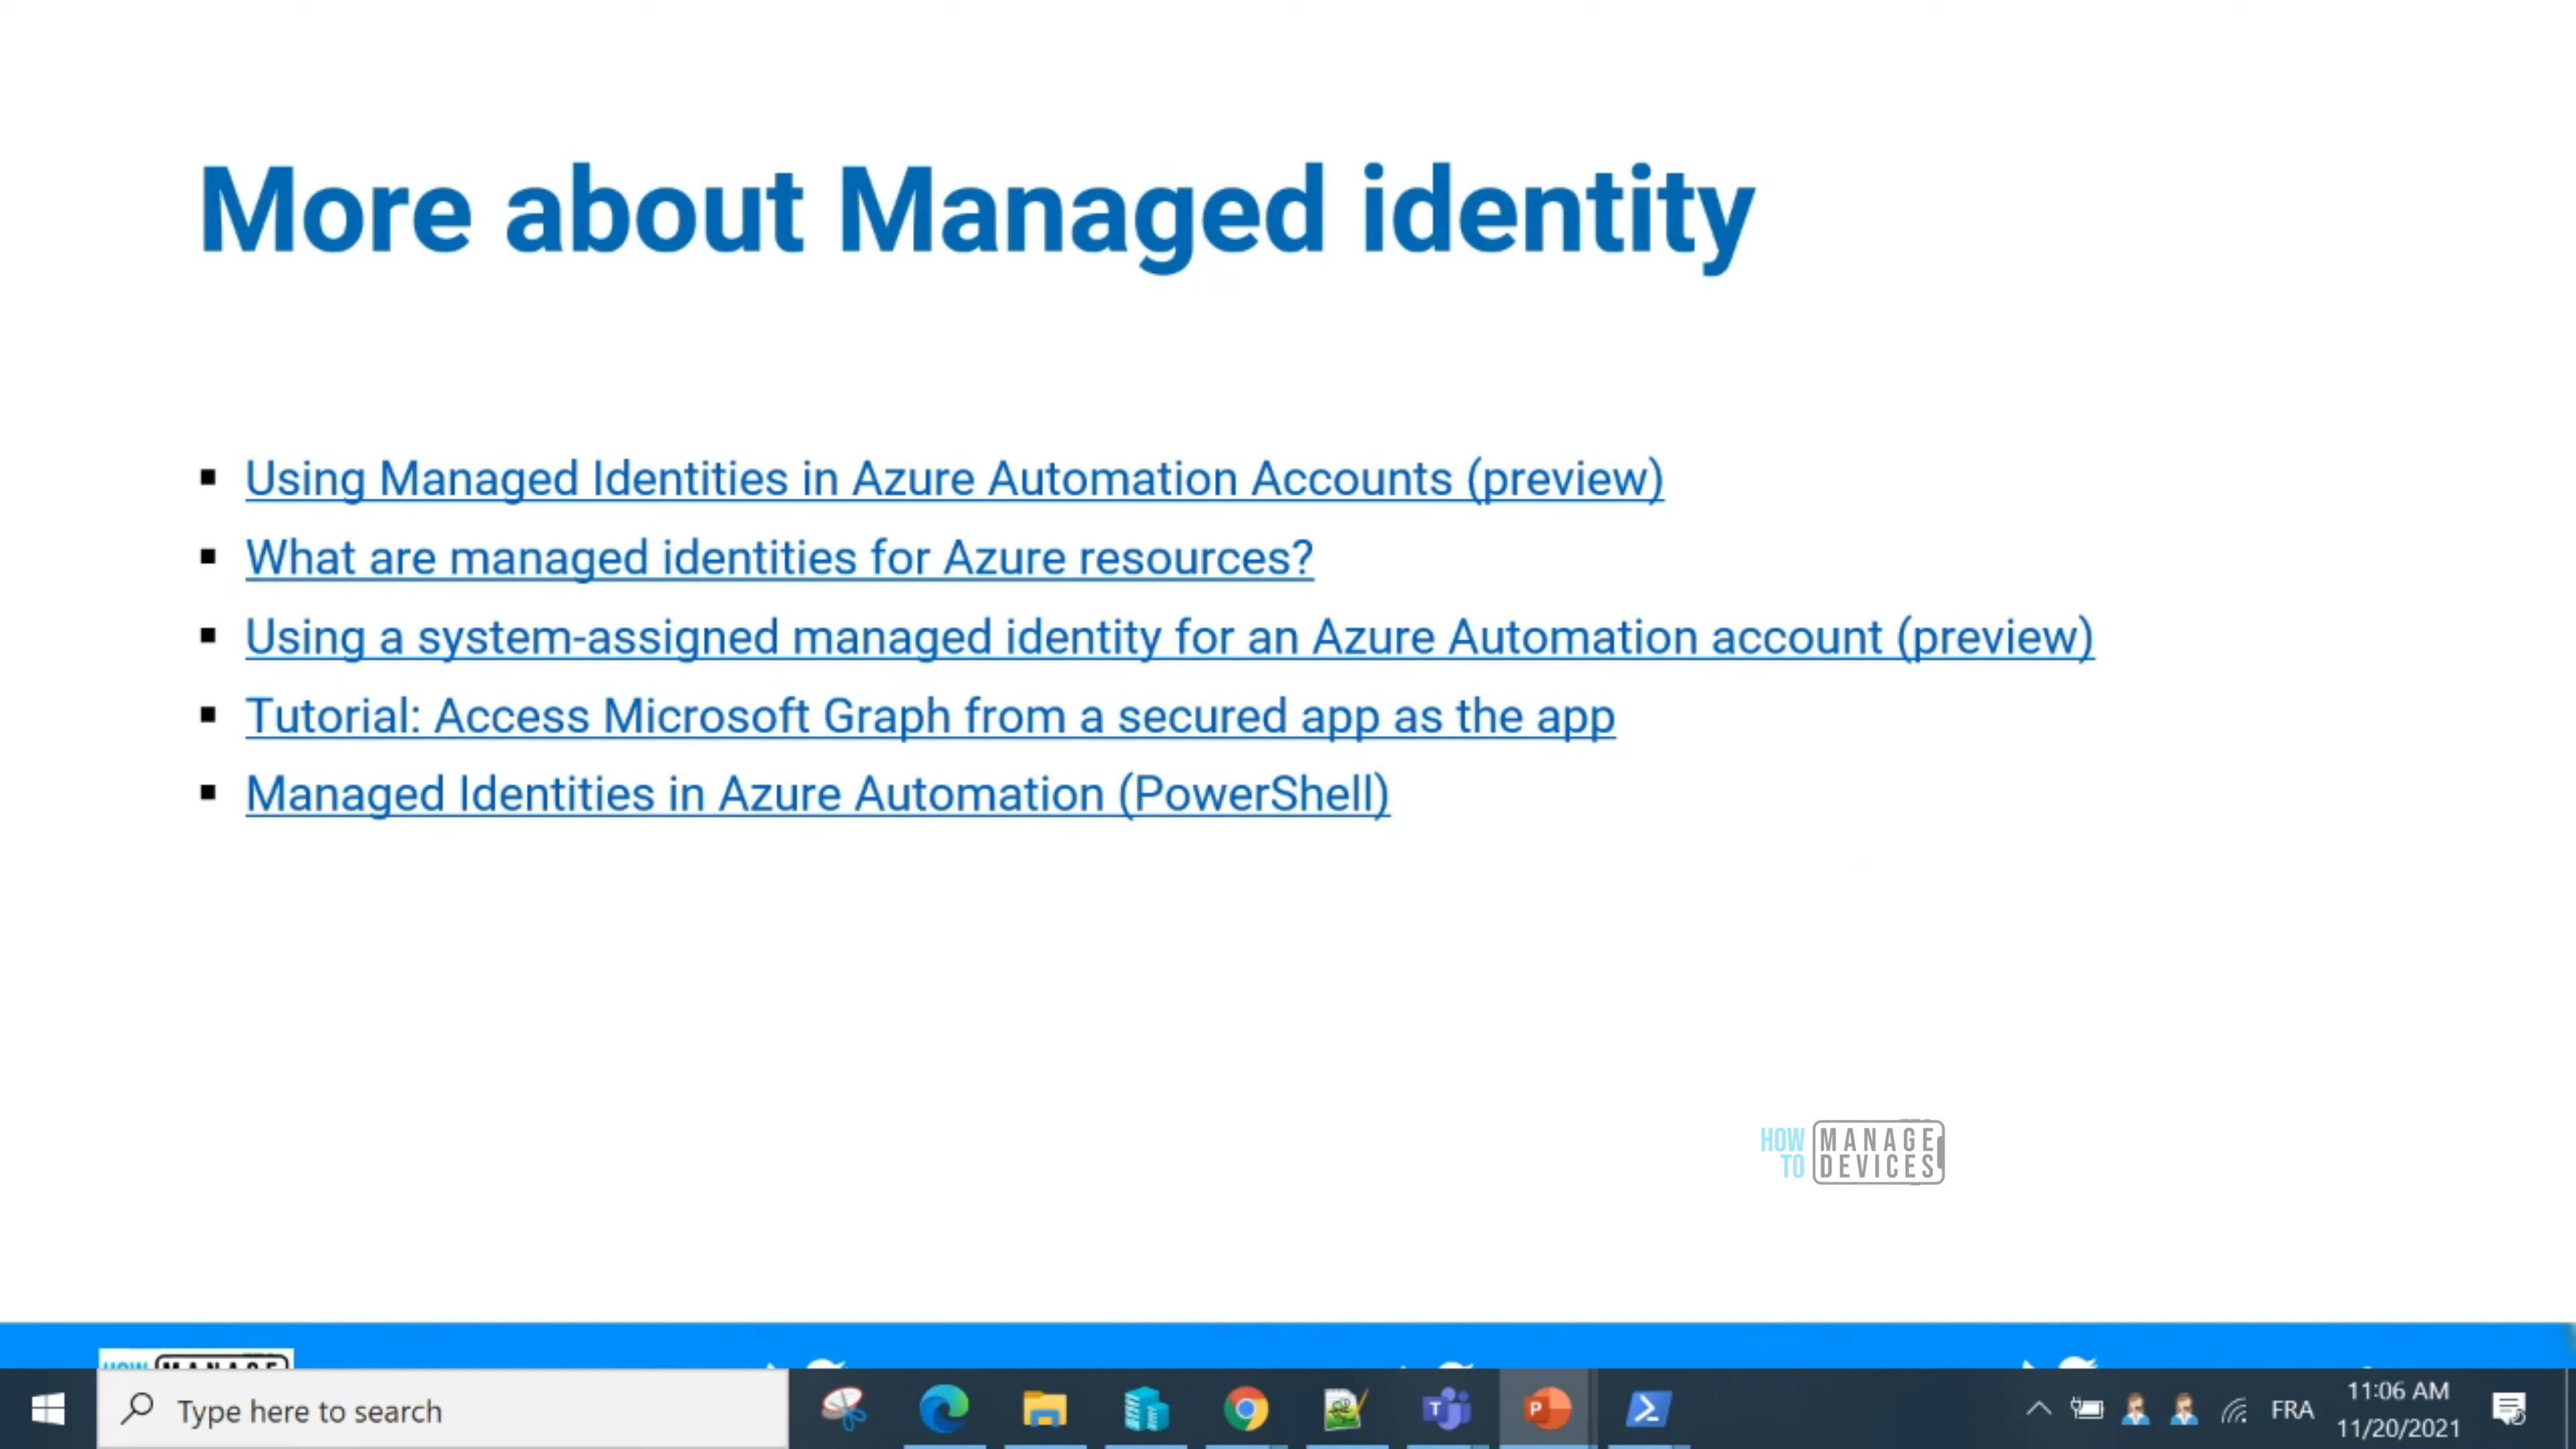 More about Managed identity
▪ Using Managed Identities in Azure Automation Accounts (preview)
▪ What are managed identities for Azure resources?
▪ Using a system-assigned managed identity for an Azure Automation account (preview)
▪ Tutorial: Access Microsoft Graph from a secured app as the app
▪ Managed Identities in Azure Automation (PowerShell)
HOW MANAGE
TO DEVICES
HOW MANAGE
Type here to search
FRA
11:06 AM
11/20/2021